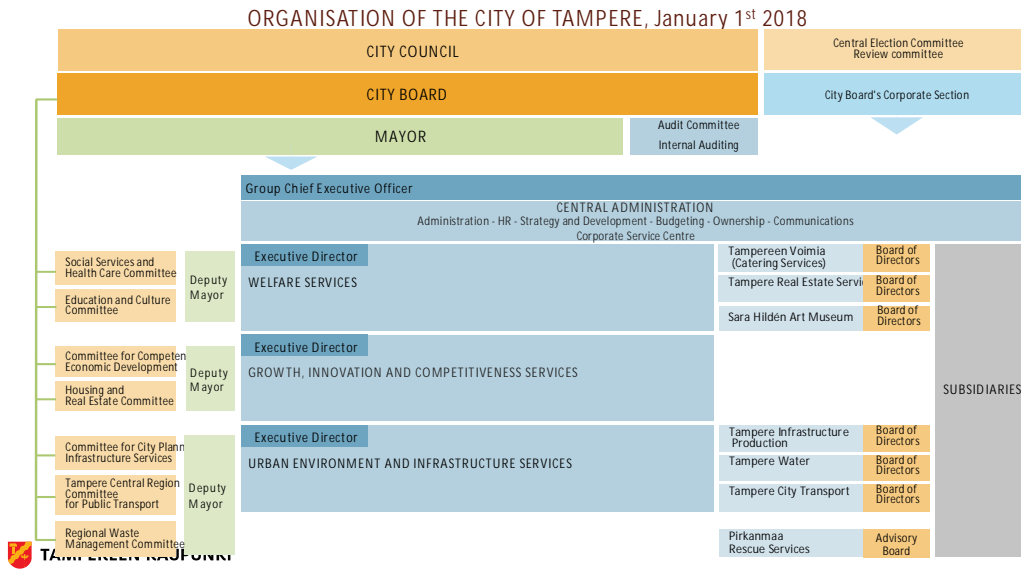 ORGANISATION OF THE CITY OF TAMPERE, January 1st 2018
CITY COUNCIL
Central Election Committee
Review committee
CITY BOARD
City Board's Corporate Section
MAYOR
Audit Committee
Internal Auditing
Group Chief Executive Officer
CENTRAL ADMINISTRATION
Administration - HR - Strategy and Development - Budgeting - Ownership - Communications
Corporate Service Centre
Social Services and
Health Care Committee
Education and Culture
Committee
Deputy
Mayor
Executive Director
WELFARE SERVICES
Tampereen Voimia
(Catering Services)
Board of
Directors
Tampere Real Estate Servi
Board of
Directors
Sara Hildén Art Museum
Board of
Directors
SUBSIDIARIES
Committee for Competen
Economic Development
Housing and
Real Estate Committee
Deputy
Mayor
Executive Director
GROWTH, INNOVATION AND COMPETITIVENESS SERVICES
Committee for City Plann
Infrastructure Services
Tampere Central Region
Committee
for Public Transport
Regional Waste
Management Committee
Deputy
Mayor
Executive Director
URBAN ENVIRONMENT AND INFRASTRUCTURE SERVICES
Tampere Infrastructure
Production
Board of
Directors
Tampere Water
Board of
Directors
Tampere City Transport
Board of
Directors
Pirkanmaa
Rescue Services
Advisory
Board
TAMPEREEN KAUPUNKI